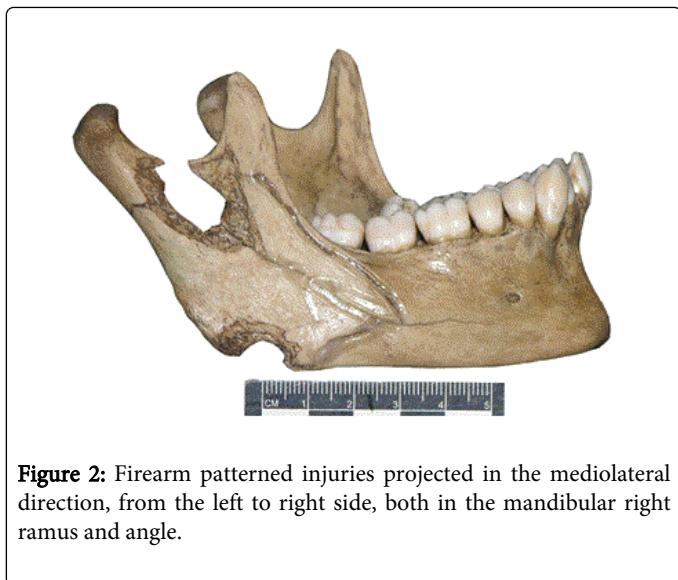 CM 1 2 3 4 5
Figure 2: Firearm patterned injuries projected in the mediolateral
direction, from the left to right side, both in the mandibular right
ramus and angle.